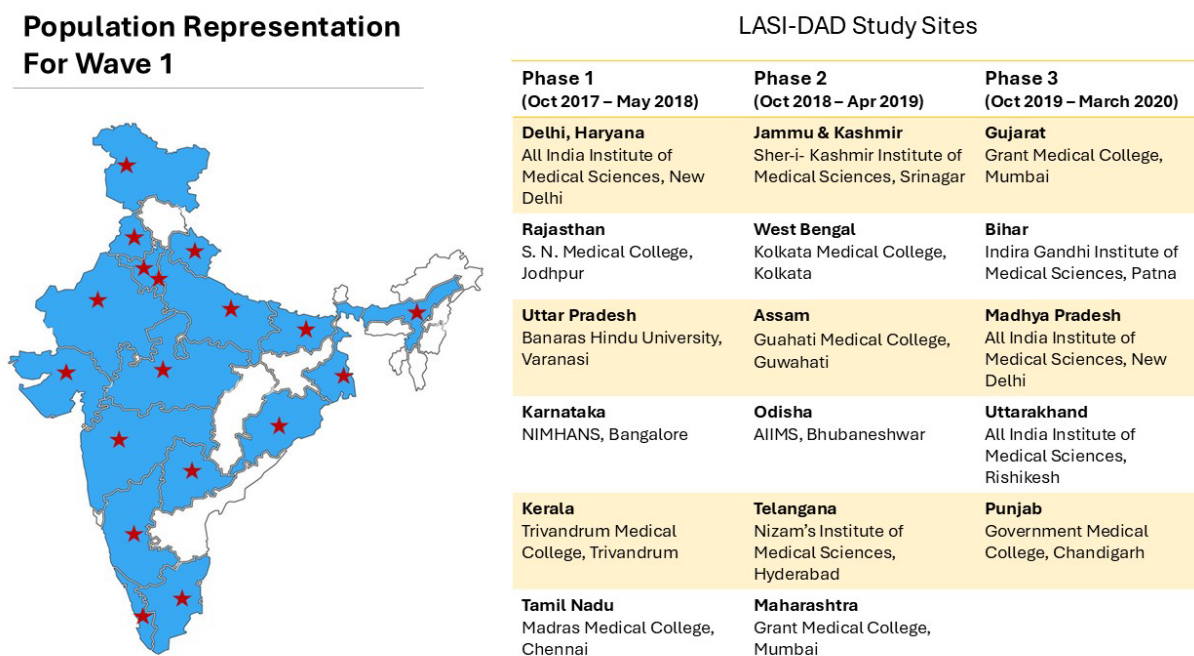 Population Representation
For Wave 1
LASI-DAD Study Sites
Phase 1
(Oct 2017 – May 2018)
Phase 2
(Oct 2018 – Apr 2019)
Phase 3
(Oct 2019 – March 2020)
Delhi, Haryana
All India Institute of
Medical Sciences, New
Delhi
Jammu & Kashmir
Sher-i- Kashmir Institute of
Medical Sciences, Srinagar
Gujarat
Grant Medical College,
Mumbai
Rajasthan
S. N. Medical College,
Jodhpur
West Bengal
Kolkata Medical College,
Kolkata
Bihar
Indira Gandhi Institute of
Medical Sciences, Patna
Uttar Pradesh
Banaras Hindu University,
Varanasi
Assam
Guahati Medical College,
Guwahati
Madhya Pradesh
All India Institute of
Medical Sciences, New
Delhi
Karnataka
NIMHANS, Bangalore
Odisha
AIIMS, Bhubaneshwar
Uttarakhand
All India Institute of
Medical Sciences,
Rishikesh
Kerala
Trivandrum Medical
College, Trivandrum
Telangana
Nizam's Institute of
Medical Sciences,
Hyderabad
Punjab
Government Medical
College, Chandigarh
Tamil Nadu
Madras Medical College,
Chennai
Maharashtra
Grant Medical College,
Mumbai